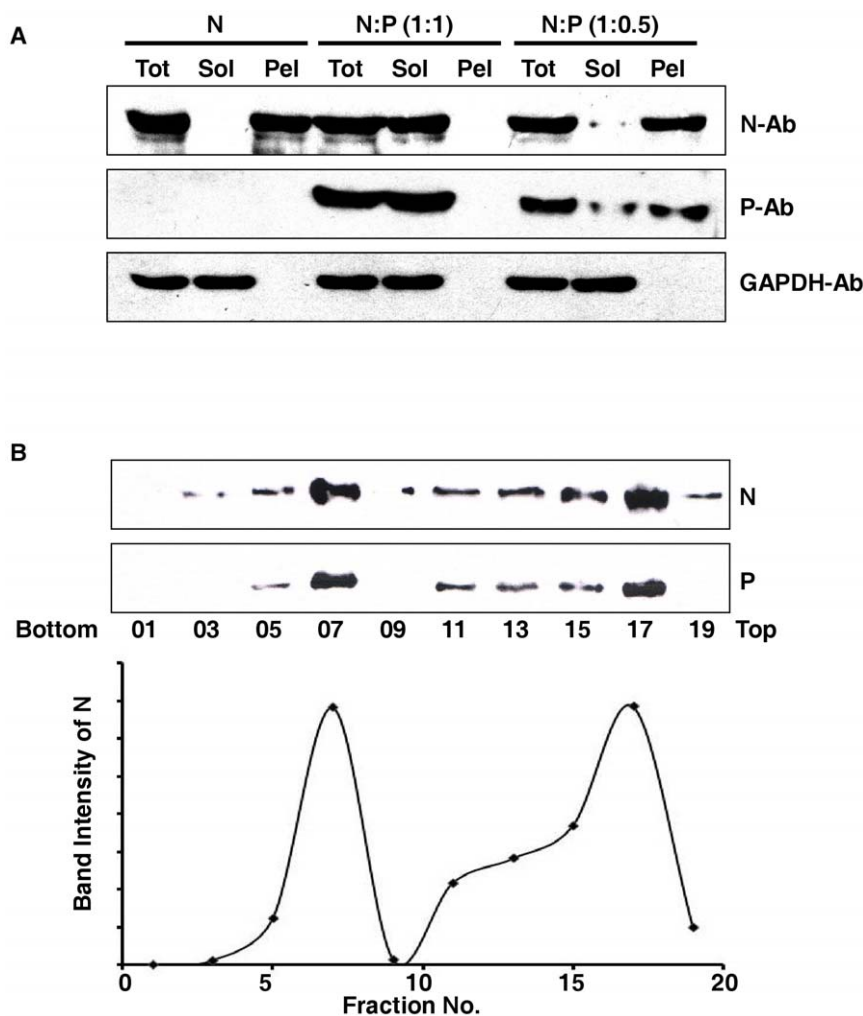 A
N N:P (1:1) N:P (1:0.5)
Tot Sol Pel Tot Sol Pel Tot Sol Pel
N-Ab
P-Ab
GAPDH-Ab
B
N
P
Bottom 01 03 05 07 09 11 13 15 17 19 Top
Band Intensity of N
0 5 10 15 20
Fraction No.